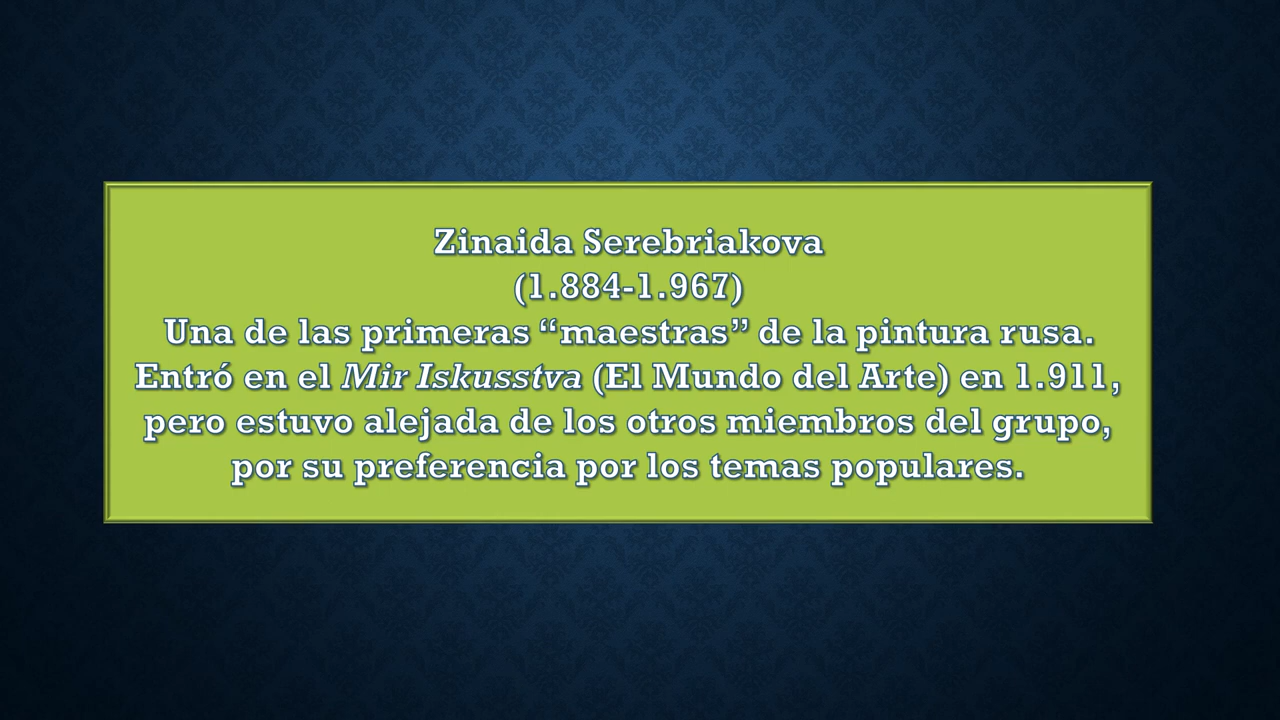 Zinaida Serebriakova
(1.884-1.967)
Una de las primeras “maestras” de la pintura rusa.
Entró en el Mir Iskusstva (El Mundo del Arte) en 1.911,
pero estuvo alejada de los otros miembros del grupo,
por su preferencia por los temas populares.